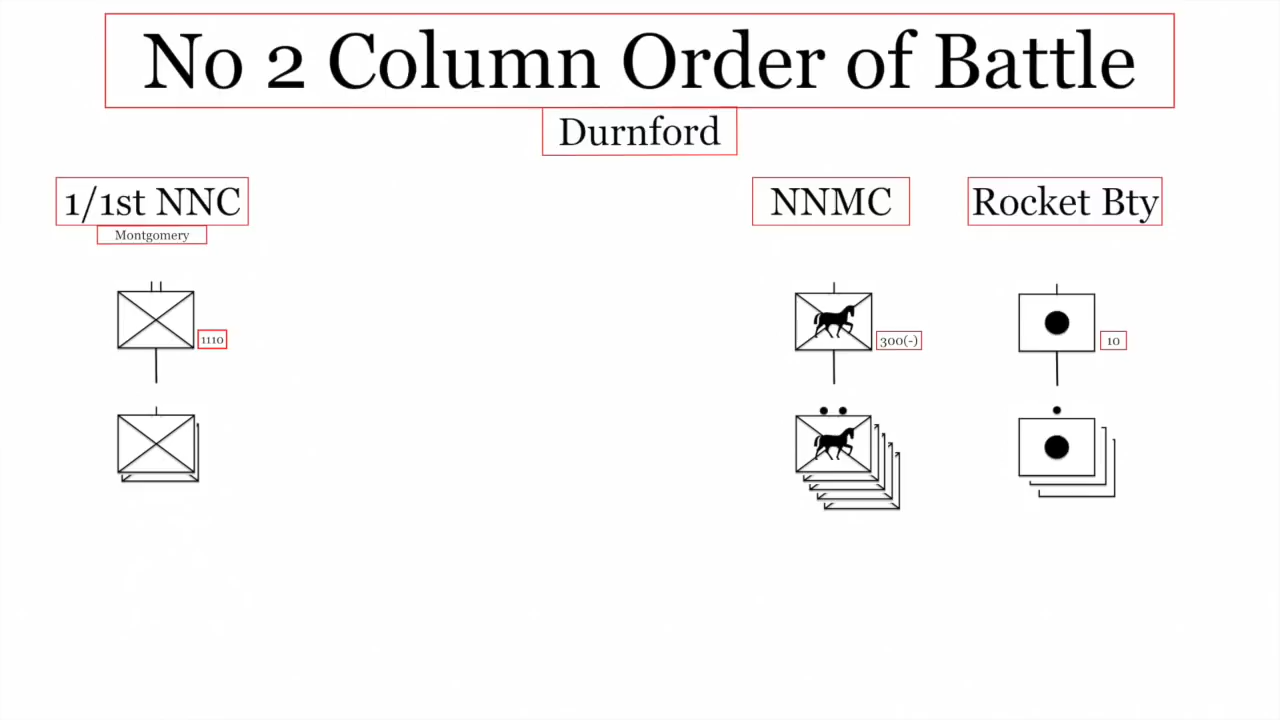 No 2 Column Order of Battle
Durnford
1/1st NNC
NNMC
Rocket Bty
Montgomery
1110
300(-)
10